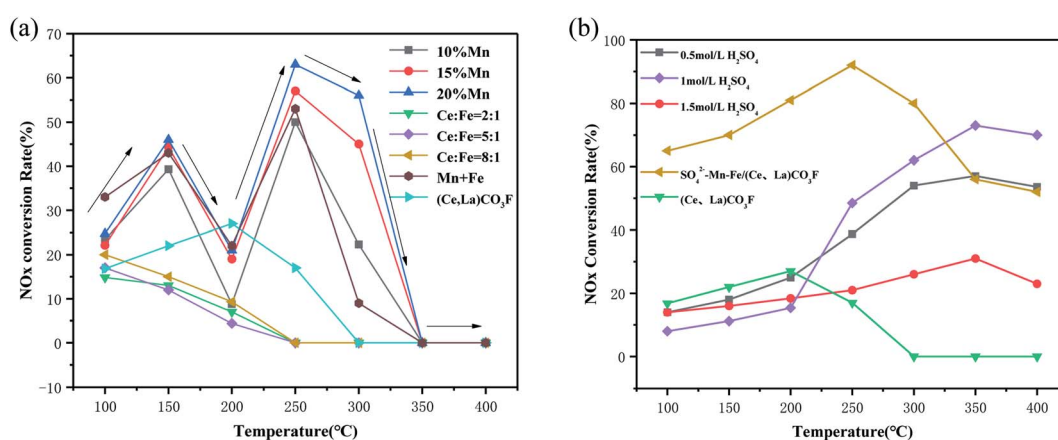 (a)
NOx conversion Rate(%)
70
60
50
40
30
20
10
0
−10
100
150
200
250
300
350
400
Temperature(℃)
10%Mn
15%Mn
20%Mn
Ce:Fe=2:1
Ce:Fe=5:1
Ce:Fe=8:1
Mn+Fe
(Ce,La)CO₃F
(b)
NOx Conversion Rate(%)
100
80
60
40
20
0
100
150
200
250
300
350
400
Temperature(℃)
0.5mol/L H₂SO₄
1mol/L H₂SO₄
1.5mol/L H₂SO₄
SO₄²⁻-Mn-Fe/(Ce、La)CO₃F
(Ce、La)CO₃F